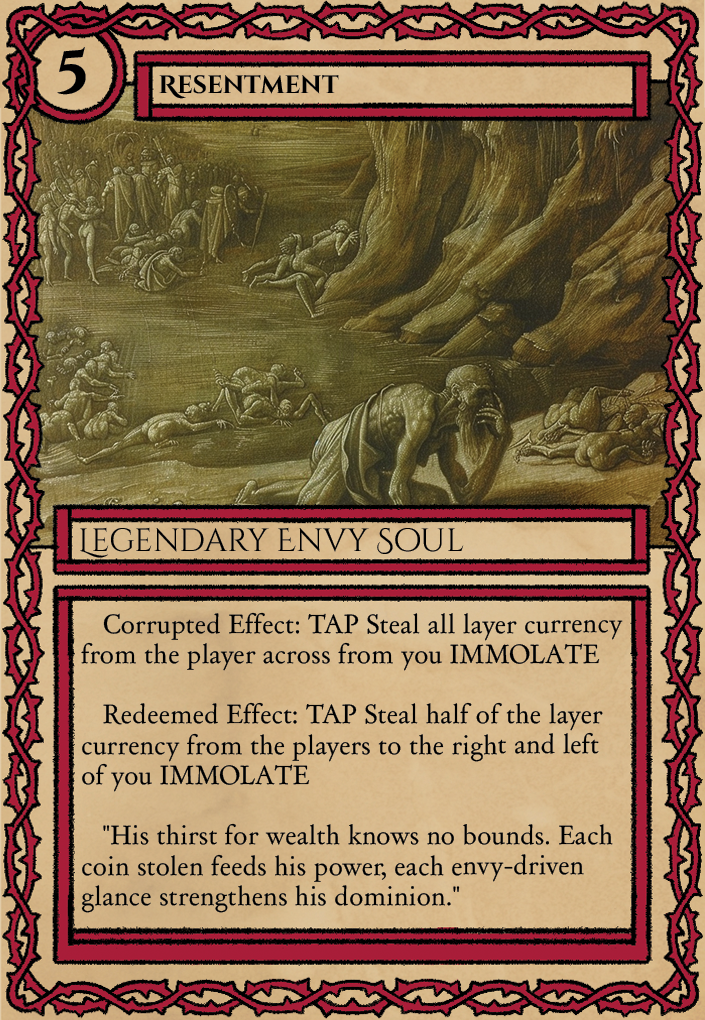 5
Resentment
Legendary Envy Soul
Corrupted Effect: TAP Steal all layer currency
from the player across from you IMMOLATE
Redeemed Effect: TAP Steal half of the layer
currency from the players to the right and left
of you IMMOLATE
"His thirst for wealth knows no bounds. Each
coin stolen feeds his power, each envy-driven
glance strengthens his dominion."